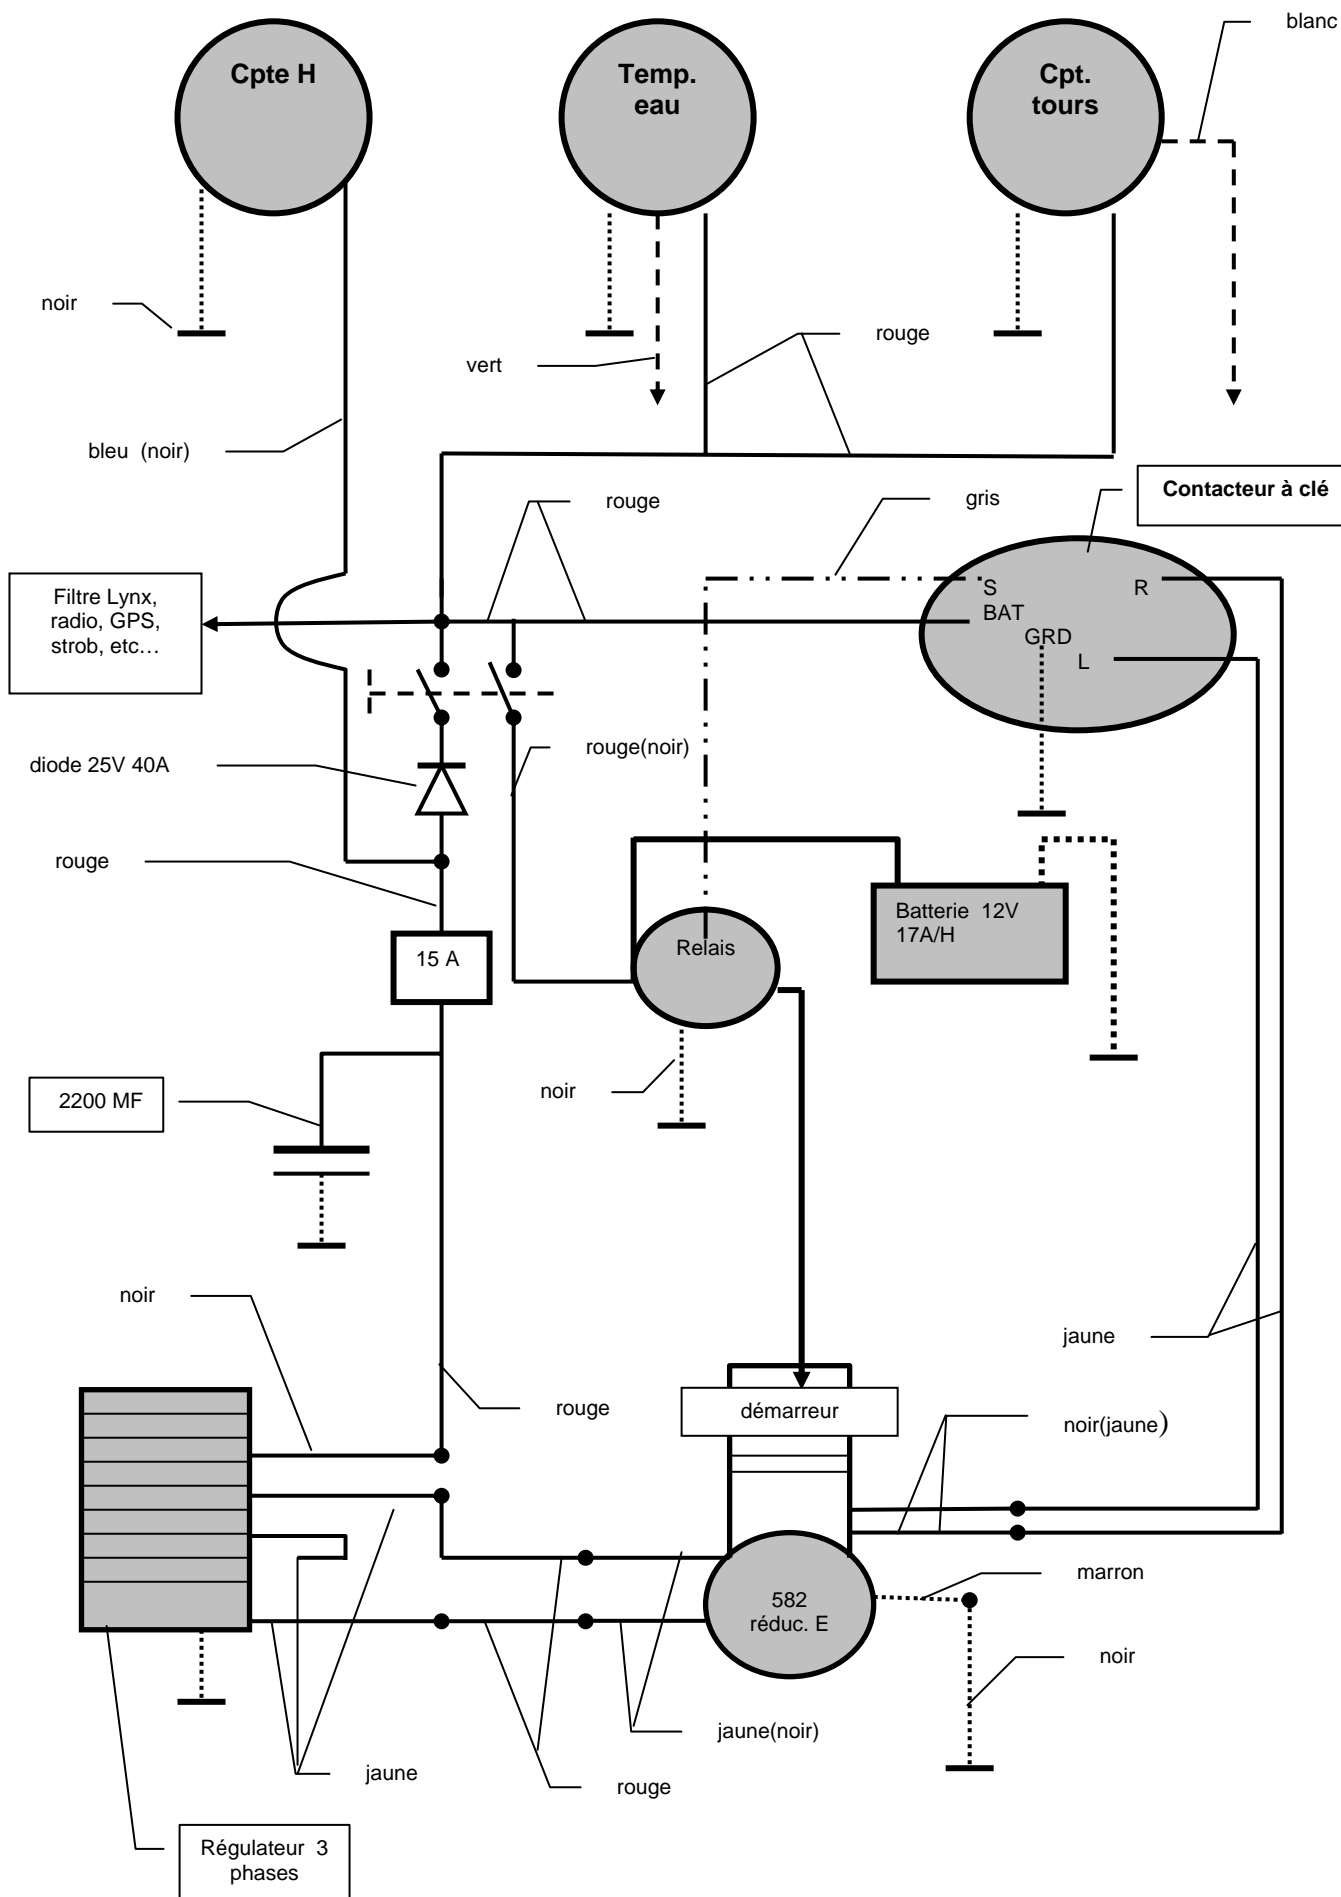 blanc
Cpte H
Temp.
eau
Cpt.
tours
noir
rouge
vert
bleu (noir)
Contacteur à clé
rouge
gris
S
R
BAT
GRD
L
Filtre Lynx,
radio, GPS,
strob, etc…
rouge(noir)
diode 25V 40A
rouge
Batterie 12V
17A/H
15 A
Relais
noir
2200 MF
noir
jaune
rouge
démarreur
noir(jaune)
marron
582
réduc. E
noir
jaune(noir)
jaune
rouge
Régulateur 3
phases